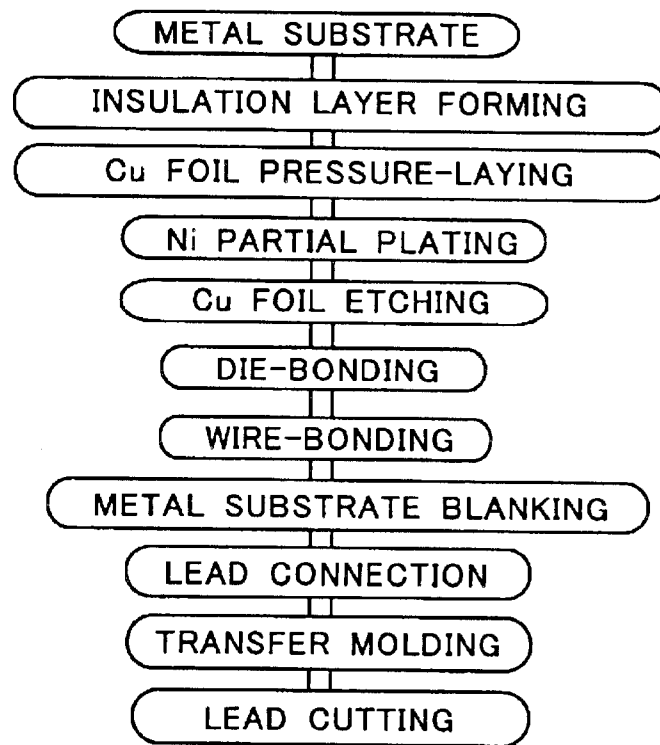 METAL SUBSTRATE
INSULATION LAYER FORMING
Cu FOIL PRESSURE-LAYING
Ni PARTIAL PLATING
Cu FOIL ETCHING
DIE-BONDING
WIRE-BONDING
METAL SUBSTRATE BLANKING
LEAD CONNECTION
TRANSFER MOLDING
LEAD CUTTING